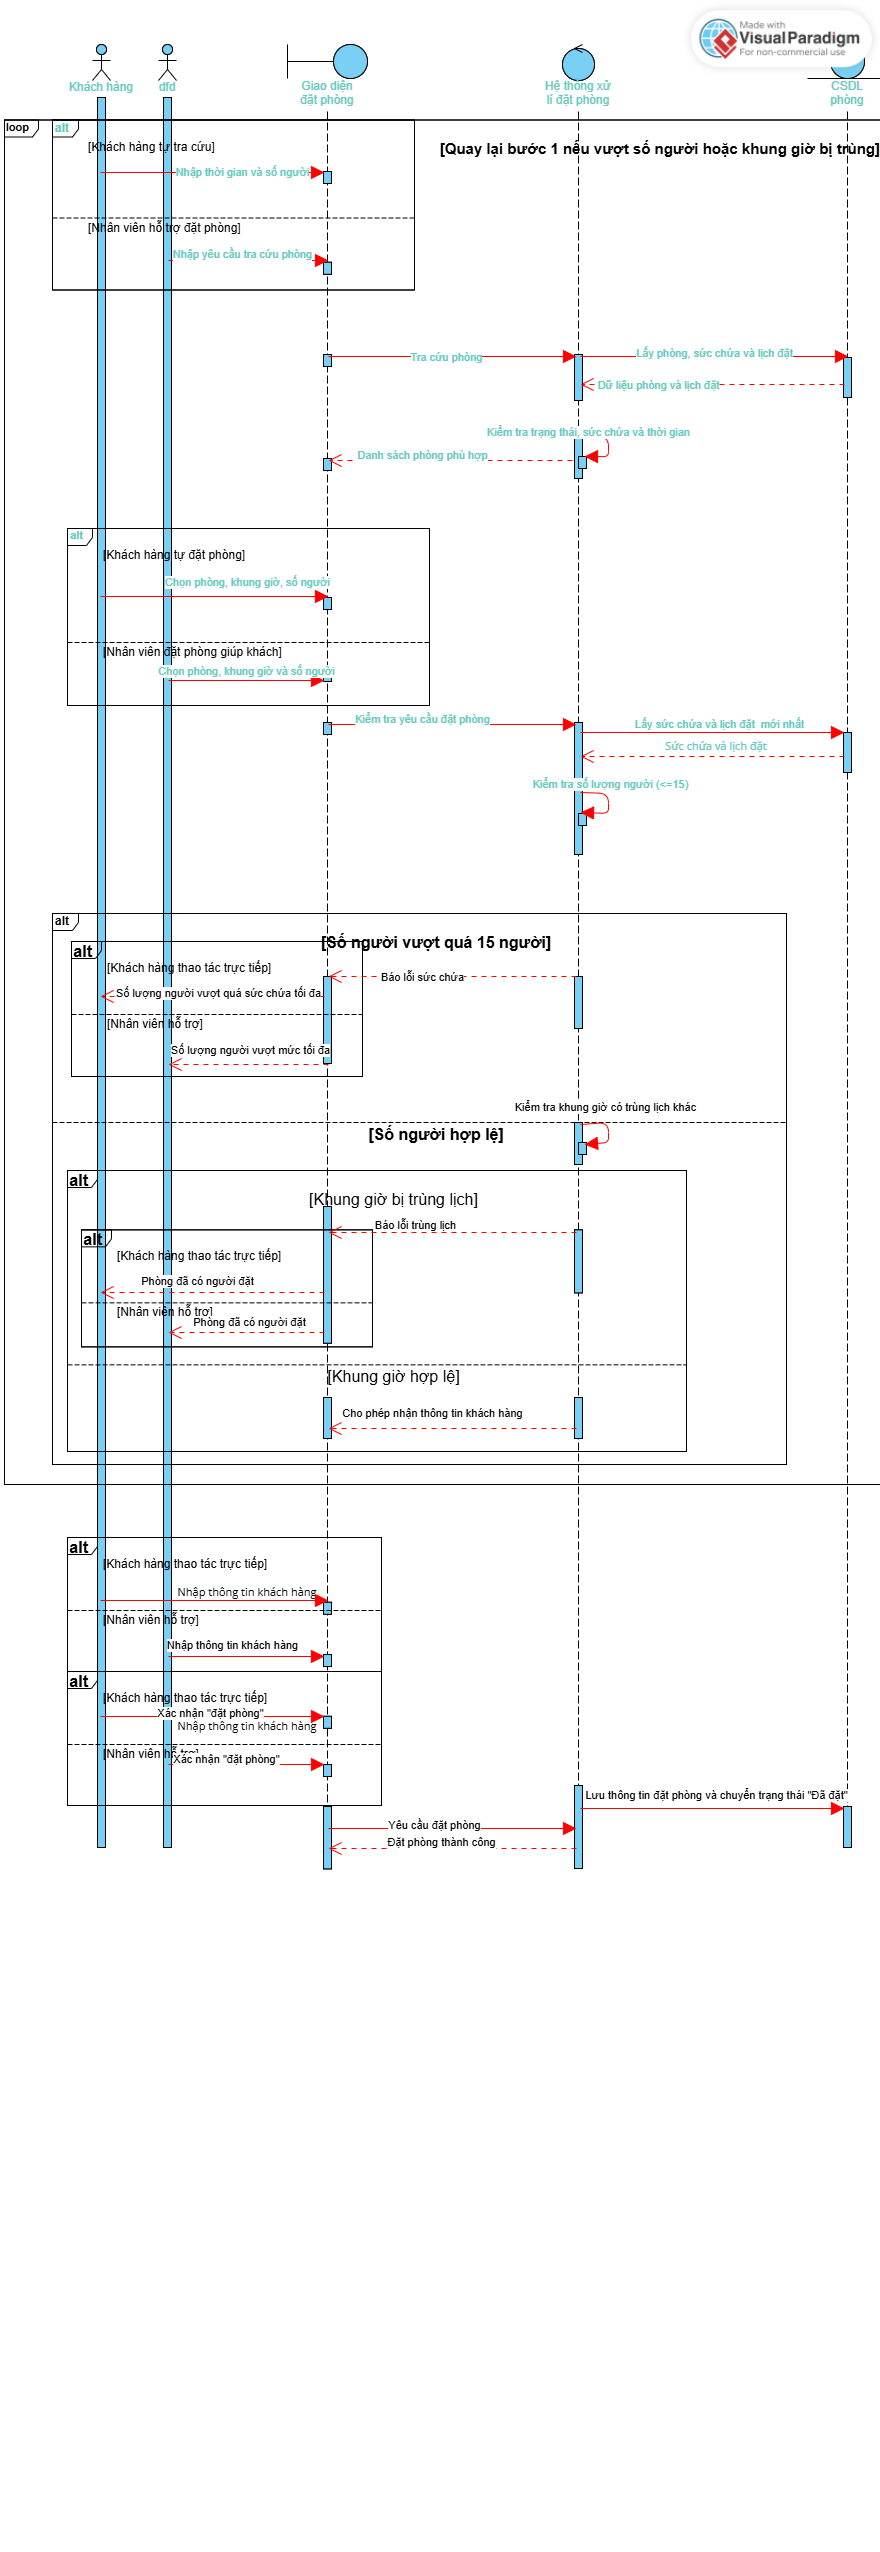 Made with
VisualParadigm
For non-commercial use
Khách hàng
dfd
Giao diện
đặt phòng
Hệ thống xử
lí đặt phòng
CSDL
phòng
loop
alt
[Khách hàng tự tra cứu]
[Quay lại bước 1 nếu vượt số người hoặc khung giờ bị trùng]
Nhập thời gian và số người
[Nhân viên hỗ trợ đặt phòng]
Nhập yêu cầu tra cứu phòng
Tra cứu phòng
Lấy phòng, sức chứa và lịch đặt
Dữ liệu phòng và lịch đặt
Kiểm tra trạng thái, sức chứa và thời gian
Danh sách phòng phù hợp
alt
[Khách hàng tự đặt phòng]
Chọn phòng, khung giờ, số người
[Nhân viên đặt phòng giúp khách]
Chọn phòng, khung giờ và số người
Kiểm tra yêu cầu đặt phòng
Lấy sức chứa và lịch đặt  mới nhất
Sức chứa và lịch đặt
Kiểm tra số lượng người (<=15)
alt
[Số người vượt quá 15 người]
alt
[Khách hàng thao tác trực tiếp]
Báo lỗi sức chứa
Số lượng người vượt quá sức chứa tối đa
[Nhân viên hỗ trợ]
Số lượng người vượt mức tối đa
Kiểm tra khung giờ có trùng lịch khác
[Số người hợp lệ]
alt
[Khung giờ bị trùng lịch]
Báo lỗi trùng lịch
alt
[Khách hàng thao tác trực tiếp]
Phòng đã có người đặt
[Nhân viên hỗ trợ]
Phòng đã có người đặt
[Khung giờ hợp lệ]
Cho phép nhận thông tin khách hàng
alt
[Khách hàng thao tác trực tiếp]
Nhập thông tin khách hàng
[Nhân viên hỗ trợ]
Nhập thông tin khách hàng
alt
[Khách hàng thao tác trực tiếp]
Xác nhận "đặt phòng"
Nhập thông tin khách hàng
[Nhân viên hỗ trợ]
Xác nhận "đặt phòng"
Lưu thông tin đặt phòng và chuyển trạng thái "Đã đặt"
Yêu cầu đặt phòng
Đặt phòng thành công